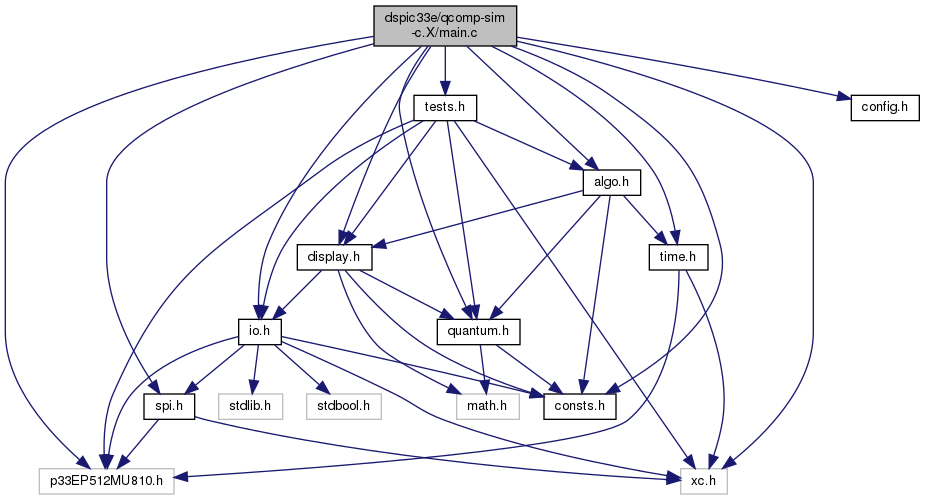 dspic33e/qcomp-sim
-c.X/main.c
tests.h
config.h
algo.h
display.h
time.h
io.h
quantum.h
spi.h
stdlib.h
stdbool.h
math.h
consts.h
p33EP512MU810.h
xc.h